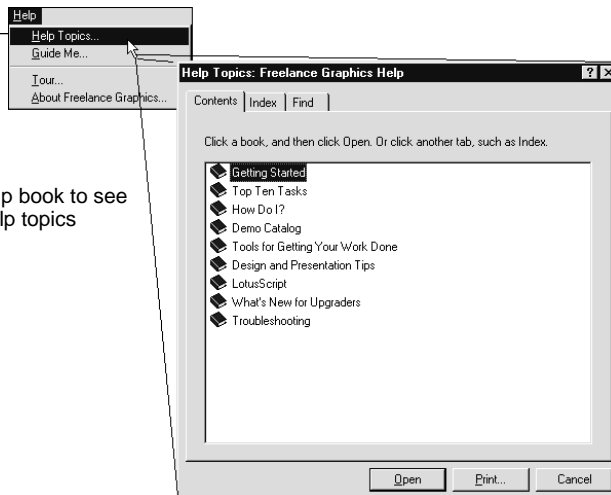 Help
Help Topics...
Guide Me...
Tour...
About Freelance Graphics...
p book to see
lp topics
Help Topics: Freelance Graphics Help
Contents Index Find
Click a book, and then click Open. Or click another tab, such as Index.
Getting Started
Top Ten Tasks
How Do I?
Demo Catalog
Tools for Getting Your Work Done
Design and Presentation Tips
LotusScript
What's New for Upgraders
Troubleshooting
Open Print... Cancel